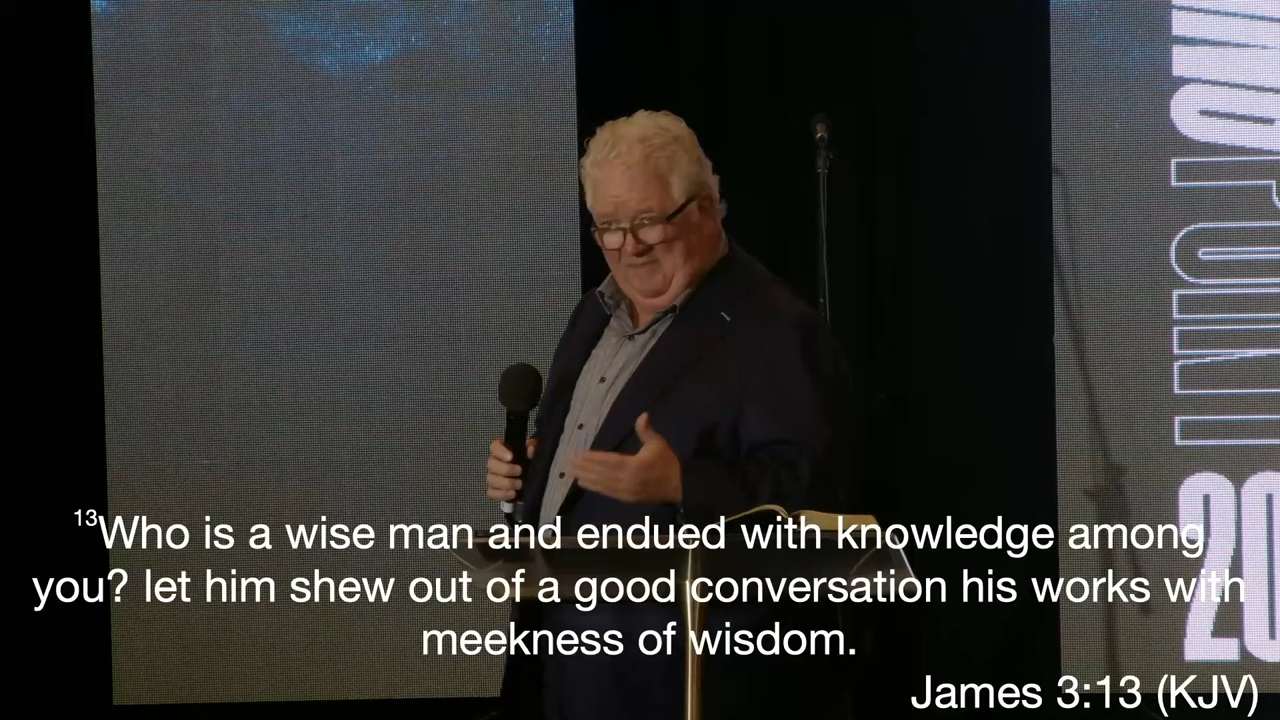 13Who is a wise man and endued with knowledge among
you? let him shew out of a good conversation his works with
meekness of wisdom.
James 3:13 (KJV)
20